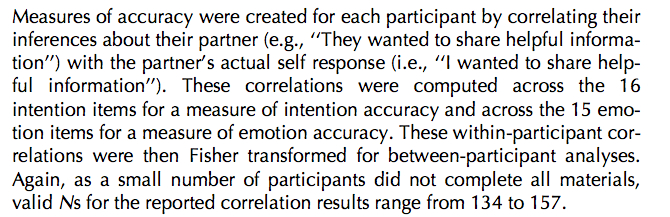 Measures of accuracy were created for each participant by correlating their
inferences about their partner (e.g., ‘‘They wanted to share helpful informa-
tion’’) with the partner’s actual self response (i.e., ‘‘I wanted to share help-
ful information’’). These correlations were computed across the 16
intention items for a measure of intention accuracy and across the 15 emo-
tion items for a measure of emotion accuracy. These within-participant cor-
relations were then Fisher transformed for between-participant analyses.
Again, as a small number of participants did not complete all materials,
valid Ns for the reported correlation results range from 134 to 157.